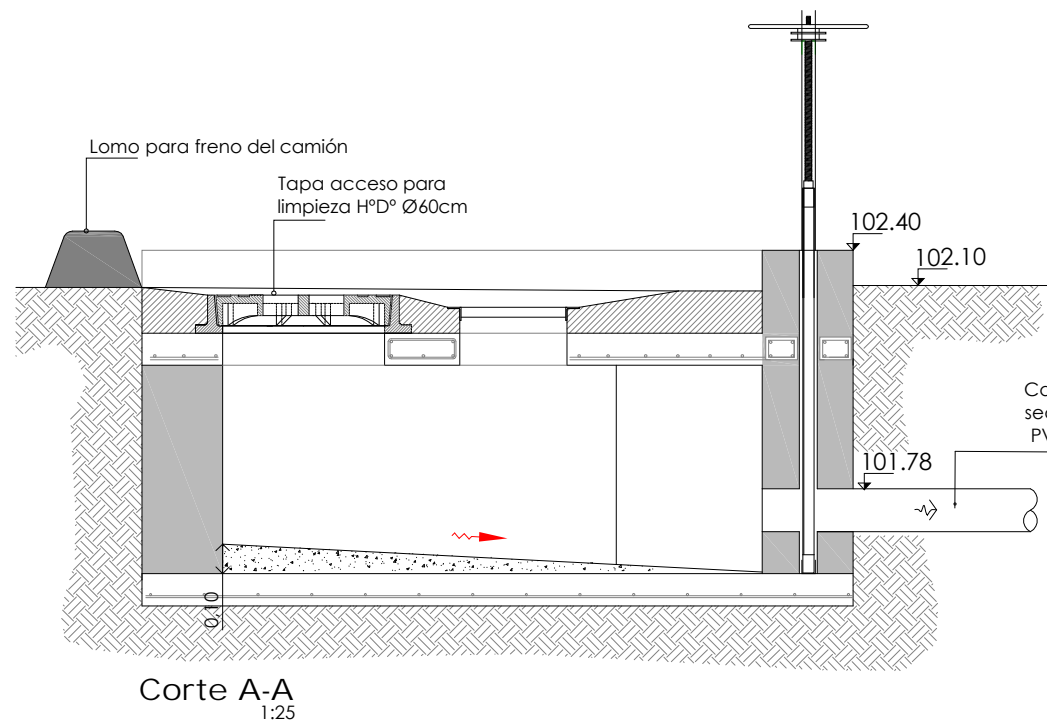 Lomo para freno del camión
Tapa acceso para
limpieza HºDº Ø60cm
102.40
102.10
101.78
0,10
Corte A-A
1:25